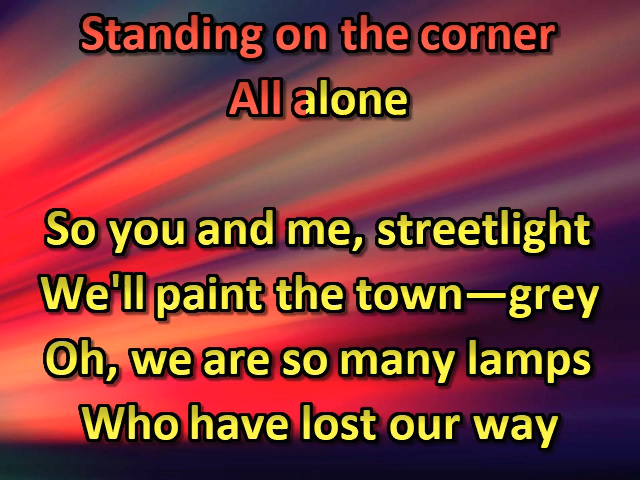 Standing on the corner
All alone
So you and me, streetlight
We'll paint the town—grey
Oh, we are so many lamps
Who have lost our way